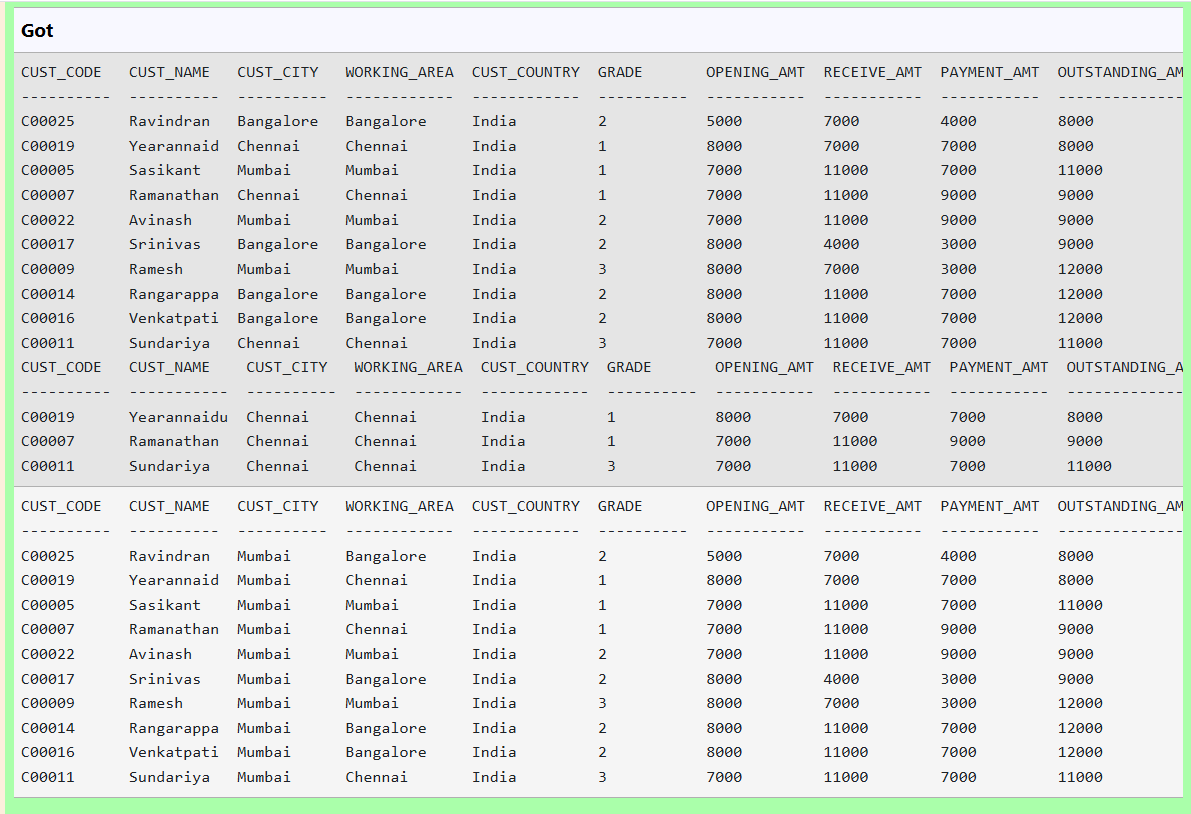 Got
CUST_CODE   CUST_NAME   CUST_CITY   WORKING_AREA  CUST_COUNTRY  GRADE       OPENING_AMT  RECEIVE_AMT  PAYMENT_AMT  OUTSTANDING_AM
----------  ----------  ----------  ------------  ------------  ----------  -----------  -----------  -----------  --------------
C00025      Ravindran   Bangalore   Bangalore     India         2           5000         7000         4000         8000
C00019      Yearannaid  Chennai     Chennai       India         1           8000         7000         7000         8000
C00005      Sasikant    Mumbai      Mumbai        India         1           7000         11000        7000         11000
C00007      Ramanathan  Chennai     Chennai       India         1           7000         11000        9000         9000
C00022      Avinash     Mumbai      Mumbai        India         2           7000         11000        9000         9000
C00017      Srinivas    Bangalore   Bangalore     India         2           8000         4000         3000         9000
C00009      Ramesh      Mumbai      Mumbai        India         3           8000         7000         3000         12000
C00014      Rangarappa  Bangalore   Bangalore     India         2           8000         11000        7000         12000
C00016      Venkatpati  Bangalore   Bangalore     India         2           8000         11000        7000         12000
C00011      Sundariya   Chennai     Chennai       India         3           7000         11000        7000         11000
CUST_CODE   CUST_NAME    CUST_CITY   WORKING_AREA  CUST_COUNTRY  GRADE       OPENING_AMT  RECEIVE_AMT  PAYMENT_AMT  OUTSTANDING_A
----------  -----------  ----------  ------------  ------------  ----------  -----------  -----------  -----------  -------------
C00019      Yearannaidu  Chennai     Chennai       India         1           8000         7000         7000         8000
C00007      Ramanathan   Chennai     Chennai       India         1           7000         11000        9000         9000
C00011      Sundariya    Chennai     Chennai       India         3           7000         11000        7000         11000
CUST_CODE   CUST_NAME   CUST_CITY   WORKING_AREA  CUST_COUNTRY  GRADE       OPENING_AMT  RECEIVE_AMT  PAYMENT_AMT  OUTSTANDING_AM
----------  ----------  ----------  ------------  ------------  ----------  -----------  -----------  -----------  --------------
C00025      Ravindran   Mumbai      Bangalore     India         2           5000         7000         4000         8000
C00019      Yearannaid  Mumbai      Chennai       India         1           8000         7000         7000         8000
C00005      Sasikant    Mumbai      Mumbai        India         1           7000         11000        7000         11000
C00007      Ramanathan  Mumbai      Chennai       India         1           7000         11000        9000         9000
C00022      Avinash     Mumbai      Mumbai        India         2           7000         11000        9000         9000
C00017      Srinivas    Mumbai      Bangalore     India         2           8000         4000         3000         9000
C00009      Ramesh      Mumbai      Mumbai        India         3           8000         7000         3000         12000
C00014      Rangarappa  Mumbai      Bangalore     India         2           8000         11000        7000         12000
C00016      Venkatpati  Mumbai      Bangalore     India         2           8000         11000        7000         12000
C00011      Sundariya   Mumbai      Chennai       India         3           7000         11000        7000         11000